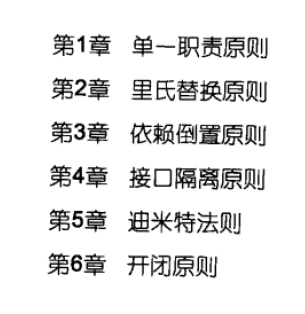 第1章 单一职责原则
第2章 里氏替换原则
第3章 依赖倒置原则
第4章 接口隔离原则
第5章 迪米特法则
第6章 开闭原则